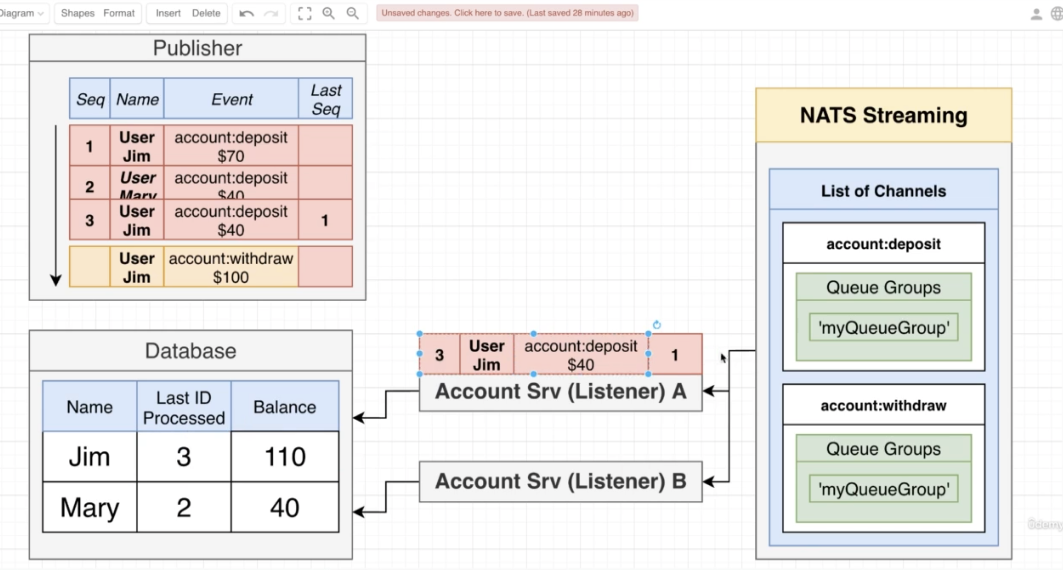 Diagram
Shapes Format Insert Delete
Unsaved changes. Click here to save. (Last saved 28 minutes ago)
Publisher
Seq Name Event Last Seq
1 User Jim account:deposit $70
2 User Mary account:deposit $40
3 User Jim account:deposit $40 1
User Jim account:withdraw $100
Database
Name Last ID Processed Balance
Jim 3 110
Mary 2 40
3 User Jim account:deposit $40 1
Account Srv (Listener) A
Account Srv (Listener) B
NATS Streaming
List of Channels
account:deposit
Queue Groups
'myQueueGroup'
account:withdraw
Queue Groups
'myQueueGroup'
ûdemy